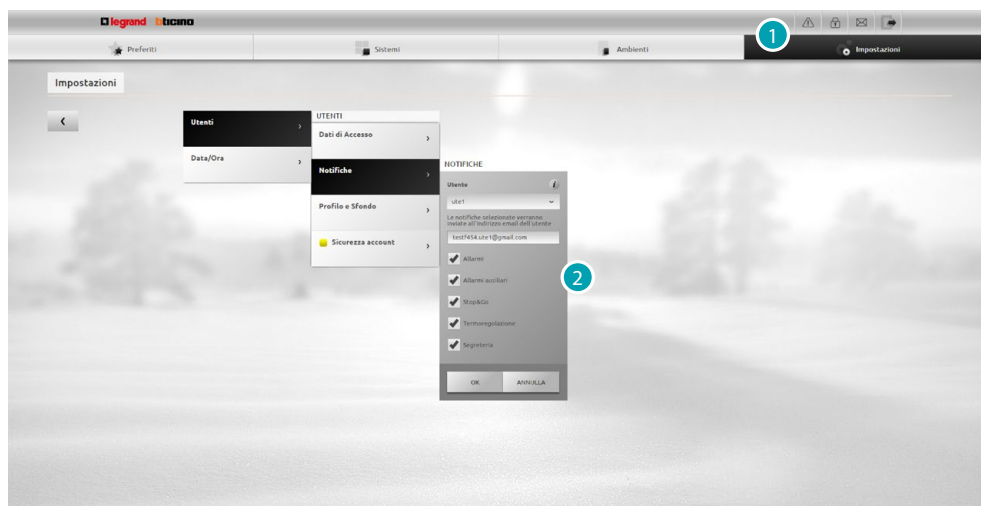 legrand bticino
1
Preferiti
Sistemi
Ambienti
Impostazioni
Impostazioni
Utenti
Data/Ora
UTENTI
Dati di Accesso
Notifiche
Profilo e Sfondo
Sicurezza account
NOTIFICHE
Utente
ute1
Le notifiche selezionate verranno
inviate all'indirizzo email dell'utente
testf454.ute1@gmail.com
Allarmi
Allarmi ausiliari
2
Stop&Go
Termoregolazione
Segreteria
OK ANNULLA